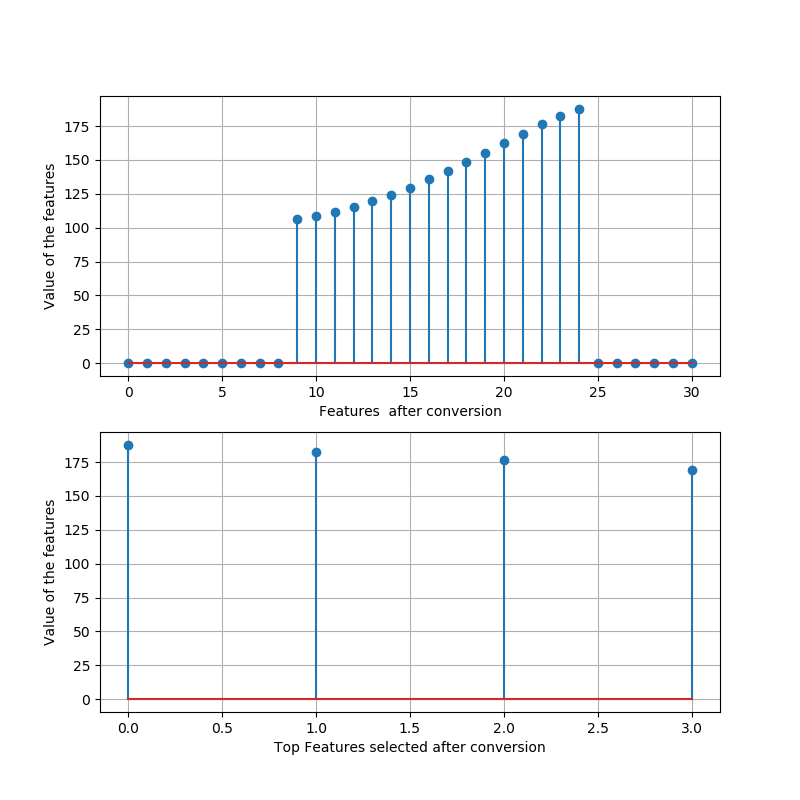 175
150
125
100
75
50
25
0
Value of the features
0 5 10 15 20 25 30
Features  after conversion
175
150
125
100
75
50
25
0
Value of the features
0.0 0.5 1.0 1.5 2.0 2.5 3.0
Top Features selected after conversion